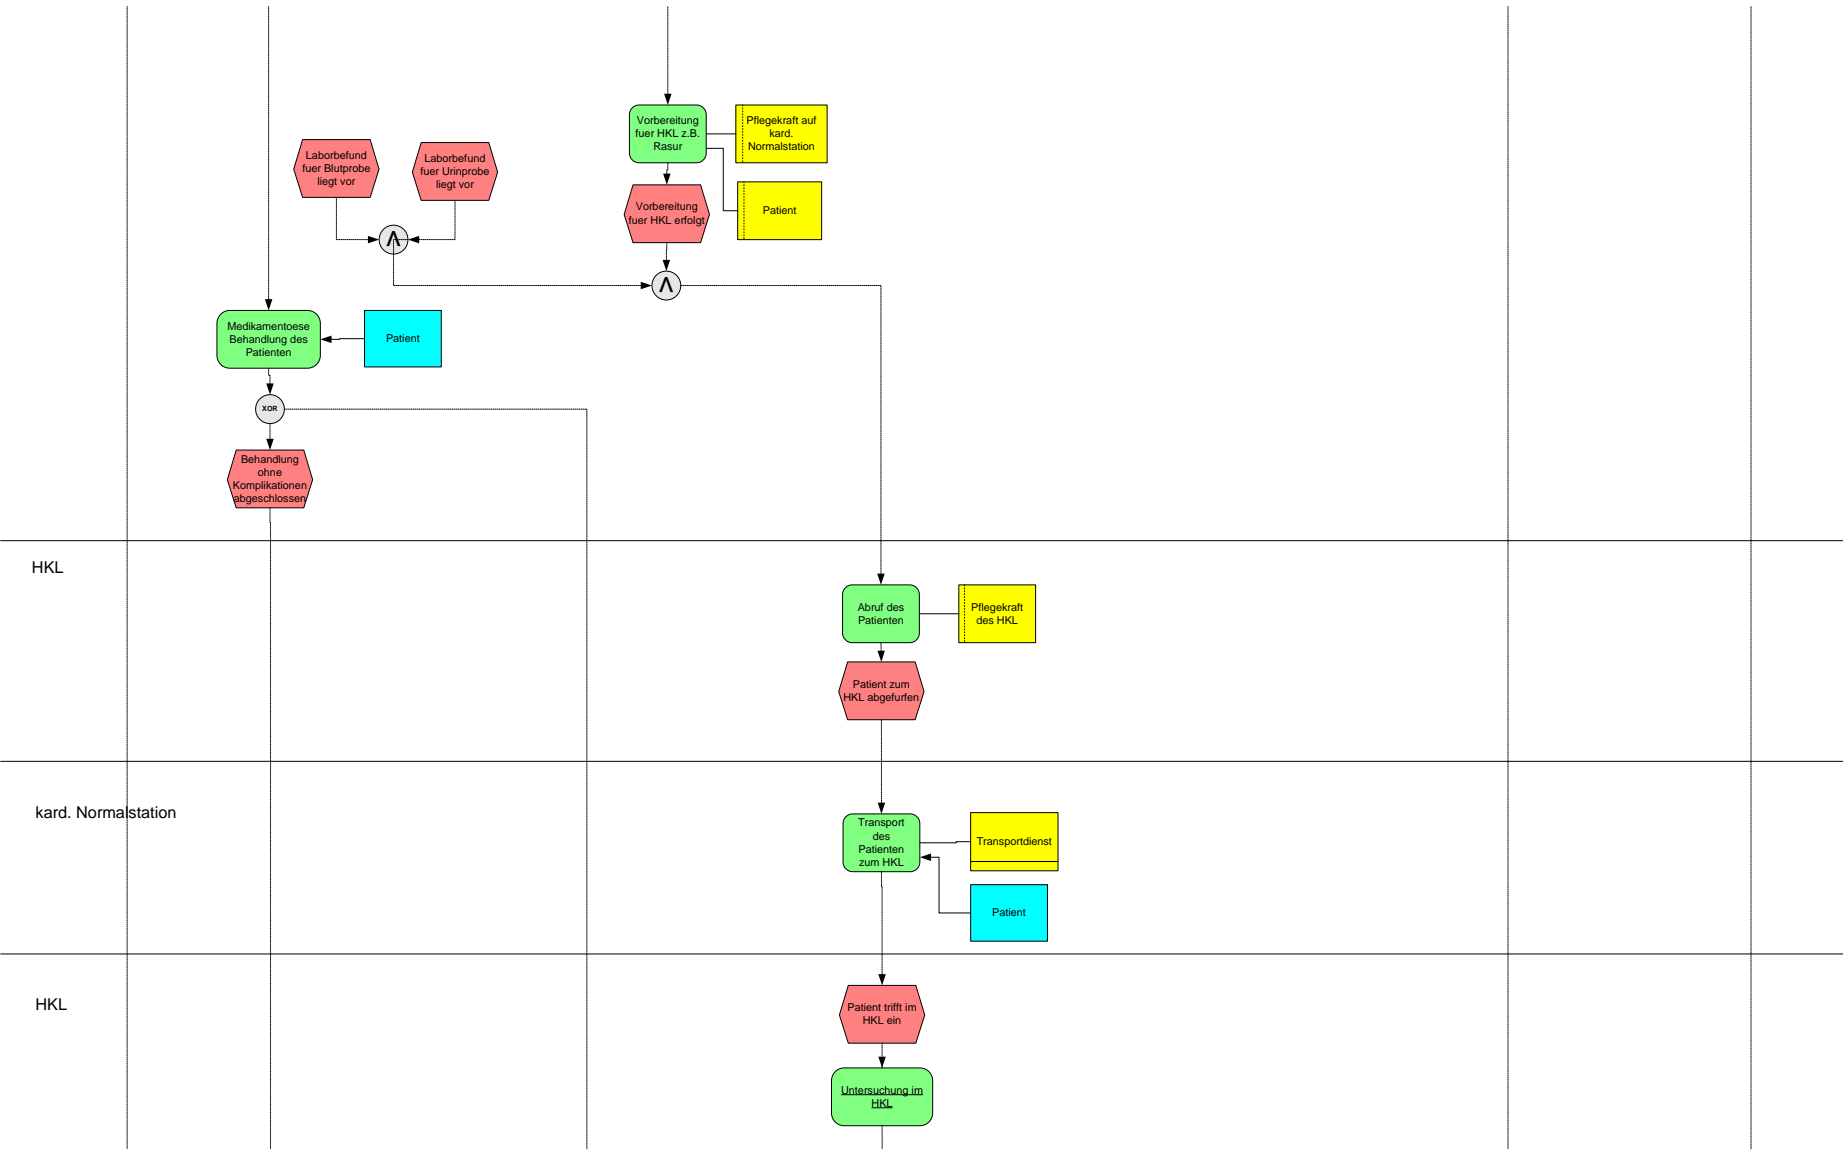 Vorbereitung
fuer HKL z.B.
Rasur
Pflegekraft auf
kard.
Normalstation
Laborbefund
fuer Blutprobe
liegt vor
Laborbefund
fuer Urinprobe
liegt vor
Vorbereitung
fuer HKL erfolgt
Patient
Λ
Λ
Medikamentoese
Behandlung des
Patienten
Patient
XOR
Behandlung
ohne
Komplikationen
abgeschlossen
HKL
Abruf des
Patienten
Pflegekraft
des HKL
Patient zum
HKL abgefurfen
kard. Normalstation
Transport
des
Patienten
zum HKL
Transportdienst
Patient
HKL
Patient trifft im
HKL ein
Untersuchung im
HKL